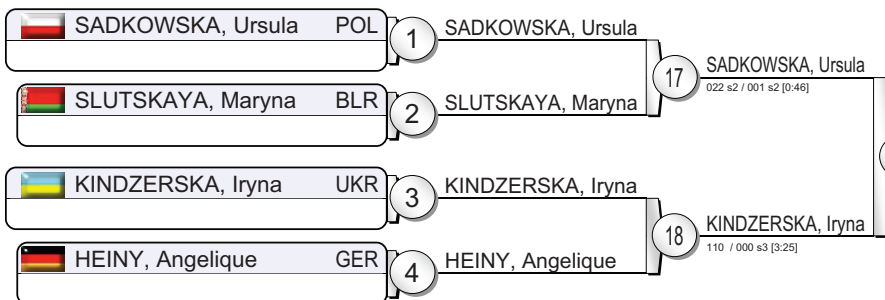 SADKOWSKA, Ursula POL
1
SADKOWSKA, Ursula
SLUTSKAYA, Maryna BLR
2
SLUTSKAYA, Maryna
17
SADKOWSKA, Ursula
022 s2 / 001 s2 [0:46]
KINDZERSKA, Iryna UKR
3
KINDZERSKA, Iryna
HEINY, Angelique GER
4
HEINY, Angelique
18
KINDZERSKA, Iryna
110 / 000 s3 [3:25]